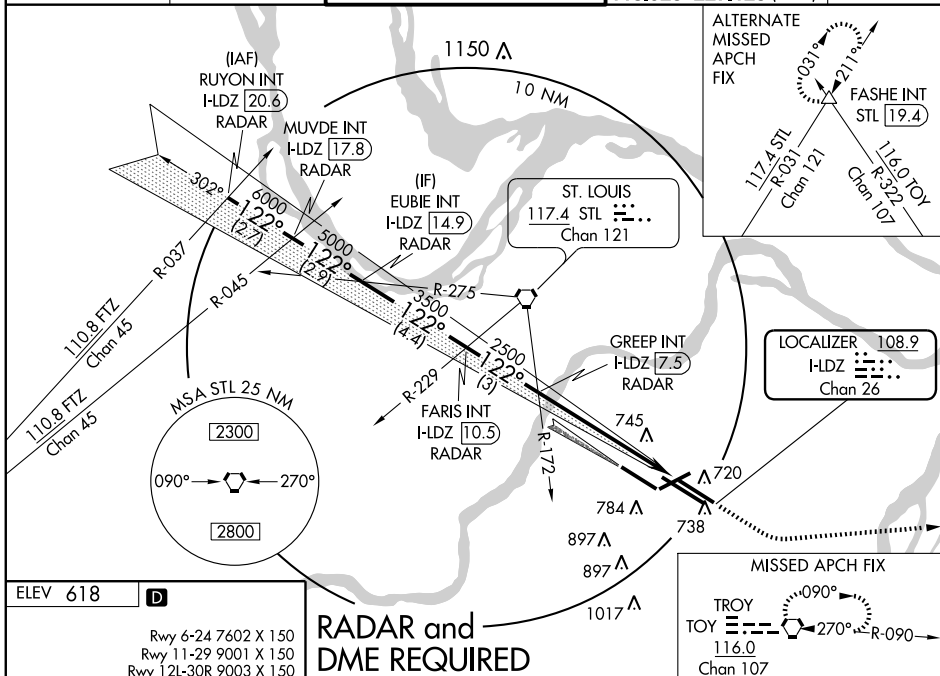 ALTERNATE
MISSED
APCH
FIX
031°
211°
FASHE INT
STL 19.4
117.4 STL
R-031
Chan 121
116.0 TOY
R-322
Chan 107
1150
10 NM
(IAF)
RUYON INT
I-LDZ 20.6
RADAR
MUVDE INT
I-LDZ 17.8
RADAR
(IF)
EUBIE INT
I-LDZ 14.9
RADAR
ST. LOUIS
117.4 STL
Chan 121
302°
6000
122°
(2.7)
5000
122°
(2.9)
3500
122°
(4.4)
2500
122°
(3)
R-037
R-045
R-275
R-229
R-172
110.8 FTZ
Chan 45
110.8 FTZ
Chan 45
GREEP INT
I-LDZ 7.5
RADAR
FARIS INT
I-LDZ 10.5
RADAR
LOCALIZER 108.9
I-LDZ
Chan 26
MSA STL 25 NM
2300
090°
270°
2800
745
720
784
738
897
897
1017
MISSED APCH FIX
TROY
TOY
116.0
Chan 107
090°
270°
R-090
ELEV 618
D
Rwy 6-24 7602 X 150
Rwy 11-29 9001 X 150
Rwy 12L-30R 9003 X 150
RADAR and
DME REQUIRED